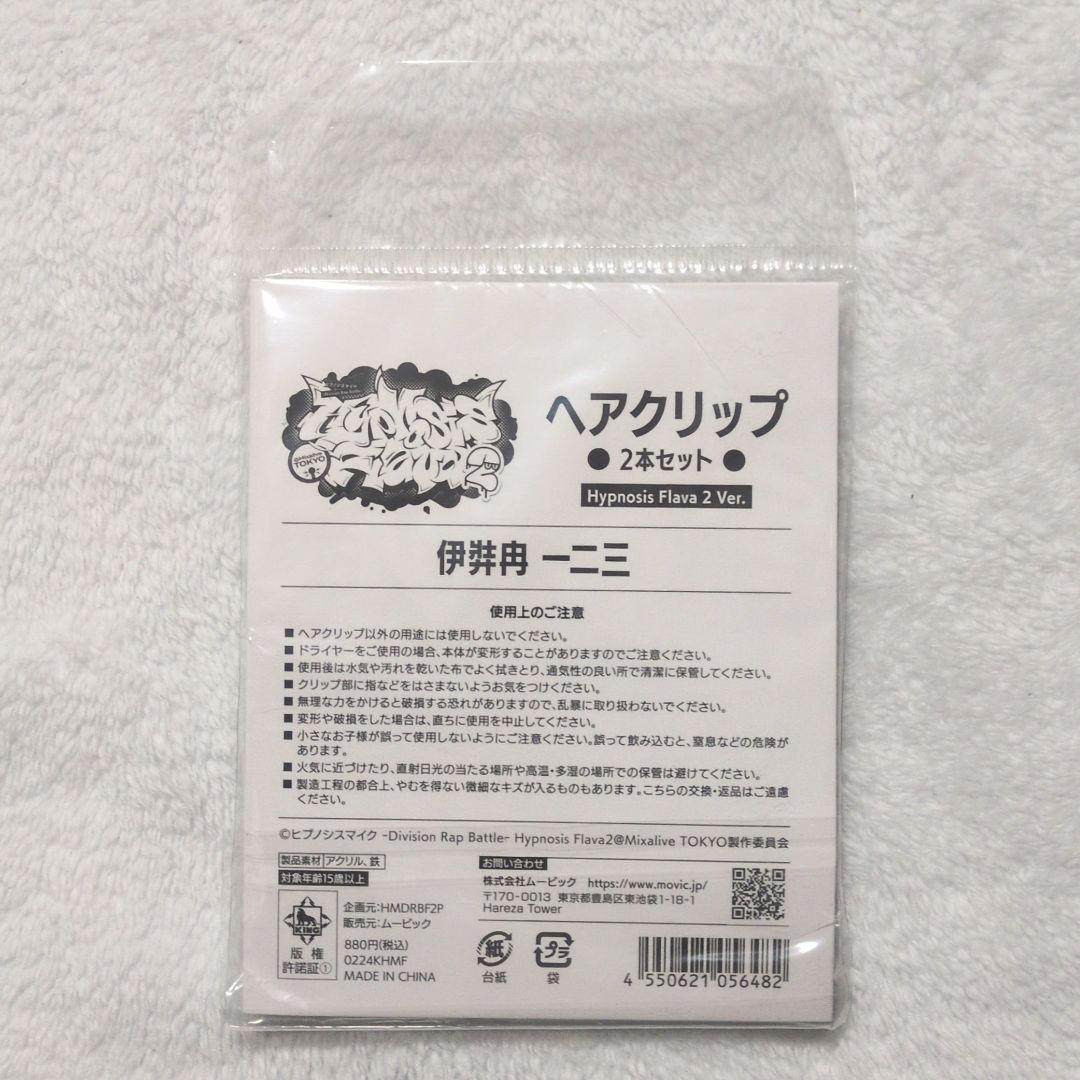 ヒプノシスマイク
Hypnosis
Flava
2
@Mixalive
TOKYO
ヘアクリップ
● 2本セット ●
Hypnosis Flava 2 Ver.
伊弉冉 一二三
使用上のご注意
■ ヘアクリップ以外の用途には使用しないでください。
■ ドライヤーをご使用の場合、本体が変形することがありますのでご注意ください。
■ 使用後は水気や汚れを乾いた布でよく拭きとり、通気性の良い所で清潔に保管してください。
■ クリップ部に指などをはさまないようお気をつけください。
■ 無理な力をかけると破損する恐れがありますので、乱暴に取り扱わないでください。
■ 変形や破損をした場合は、直ちに使用を中止してください。
■ 小さなお子様が誤って使用しないようにご注意ください。誤って飲み込むと、窒息などの危険が
あります。
■ 火気に近づけたり、直射日光の当たる場所や高温・多湿の場所での保管は避けてください。
■ 製造工程の都合上、やむを得ない微細なキズが入るものもあります。こちらの交換・返品はご遠慮
ください。
©ヒプノシスマイク -Division Rap Battle- Hypnosis Flava2@Mixalive TOKYO製作委員会
製品素材 アクリル、鉄
対象年齢15歳以上
お問い合わせ
株式会社ムービック https://www.movic.jp/
〒170-0013 東京都豊島区東池袋1-18-1
Hareza Tower
KING
版権
許諾証①
企画元:HMDRBF2P
販売元:ムービック
880円(税込)
0224KHMF
MADE IN CHINA
紙
台紙
プラ
袋
4 550621 056482